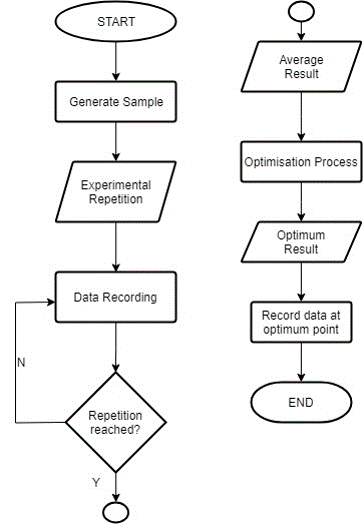 START
Generate Sample
Experimental
Repetition
Data Recording
N
Repetition
reached?
Y
Average
Result
Optimisation Process
Optimum
Result
Record data at
optimum point
END